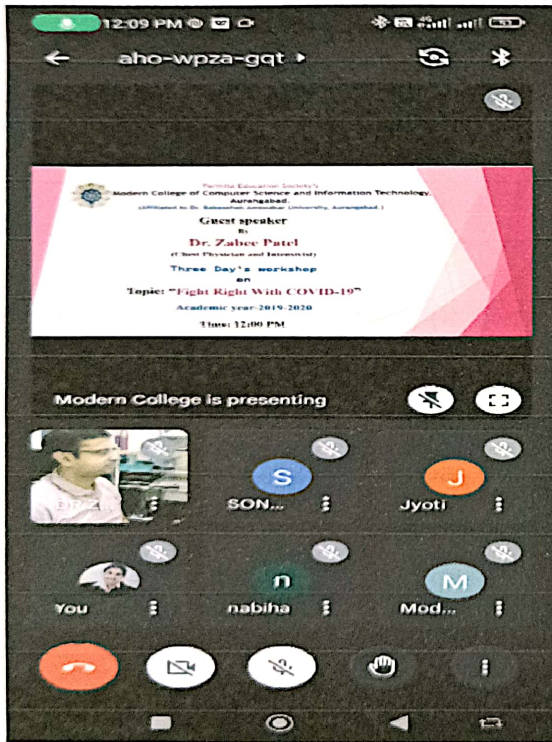 12:09 PM
aho-wpza-gqt
Modern College of Computer Science and Information Technology,
Aurangabad.
Guest speaker
By
Dr. Zabee Patel
(Chest Physician and Intensivist)
Three Day's workshop
on
Topic: "Fight Right With COVID-19"
Academic year-2019-2020
Time: 12:00 PM
Modern College is presenting
S
SON...
J
Jyoti
You
n
nabiha
M
Mod...